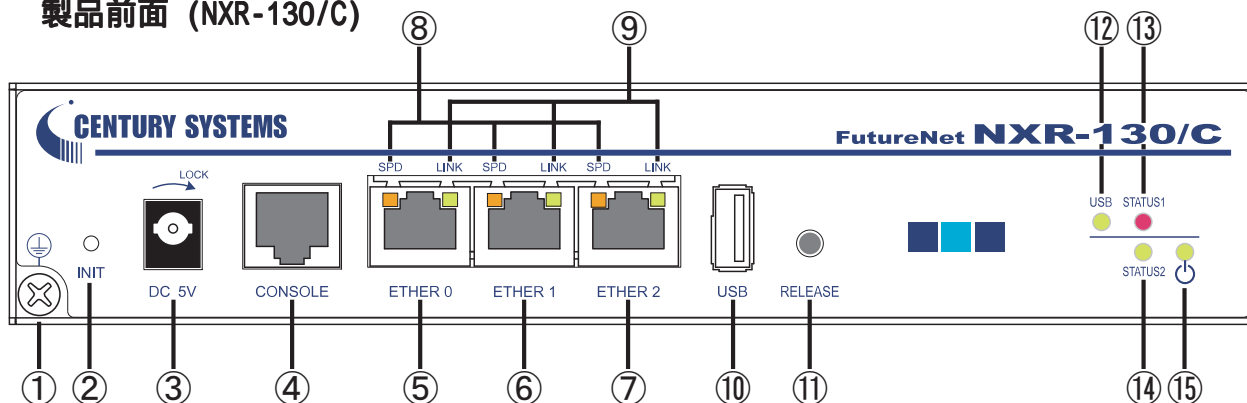 製品前面 (NXR-130/C)
⑧ ⑨ ⑫ ⑬
CENTURY SYSTEMS
FutureNet NXR-130/C
SPD LINK SPD LINK SPD LINK
LOCK
USB STATUS1
STATUS2
INIT
DC 5V CONSOLE ETHER 0 ETHER 1 ETHER 2 USB RELEASE
① ② ③ ④ ⑤ ⑥ ⑦ ⑩ ⑪ ⑭ ⑮